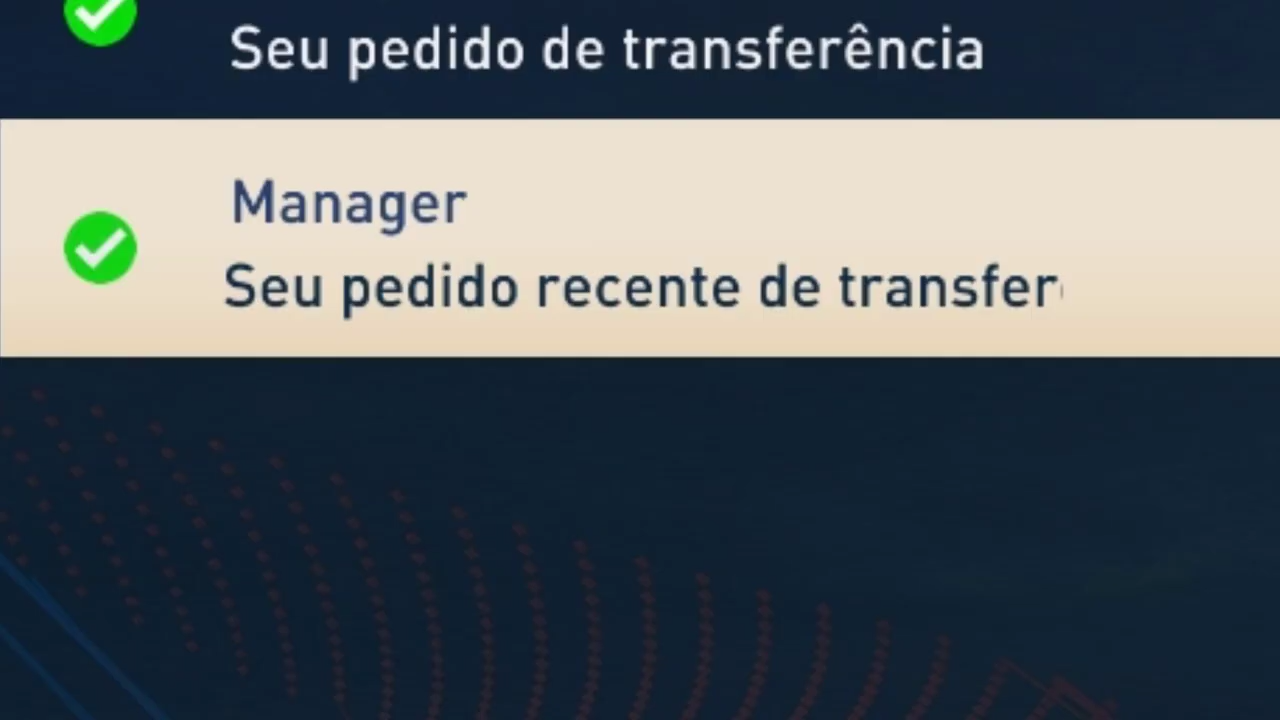 Seu pedido de transferência
Manager
Seu pedido recente de transfer